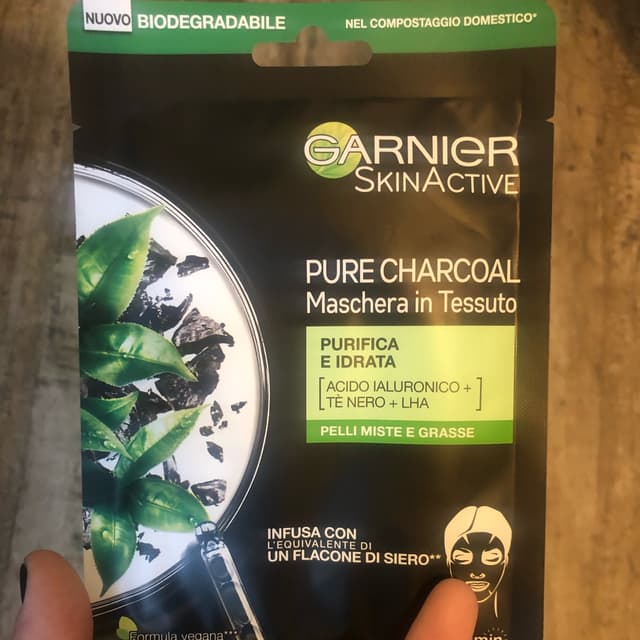 NUOVO BIODEGRADABILE
NEL COMPOSTAGGIO DOMESTICO*
GARNIER
SKINACTIVE
PURE CHARCOAL
Maschera in Tessuto
PURIFICA
E IDRATA
[ACIDO IALURONICO +
TÈ NERO + LHA]
PELLI MISTE E GRASSE
INFUSA CON
L'EQUIVALENTE DI
UN FLACONE DI SIERO**
Formula vegana***
min